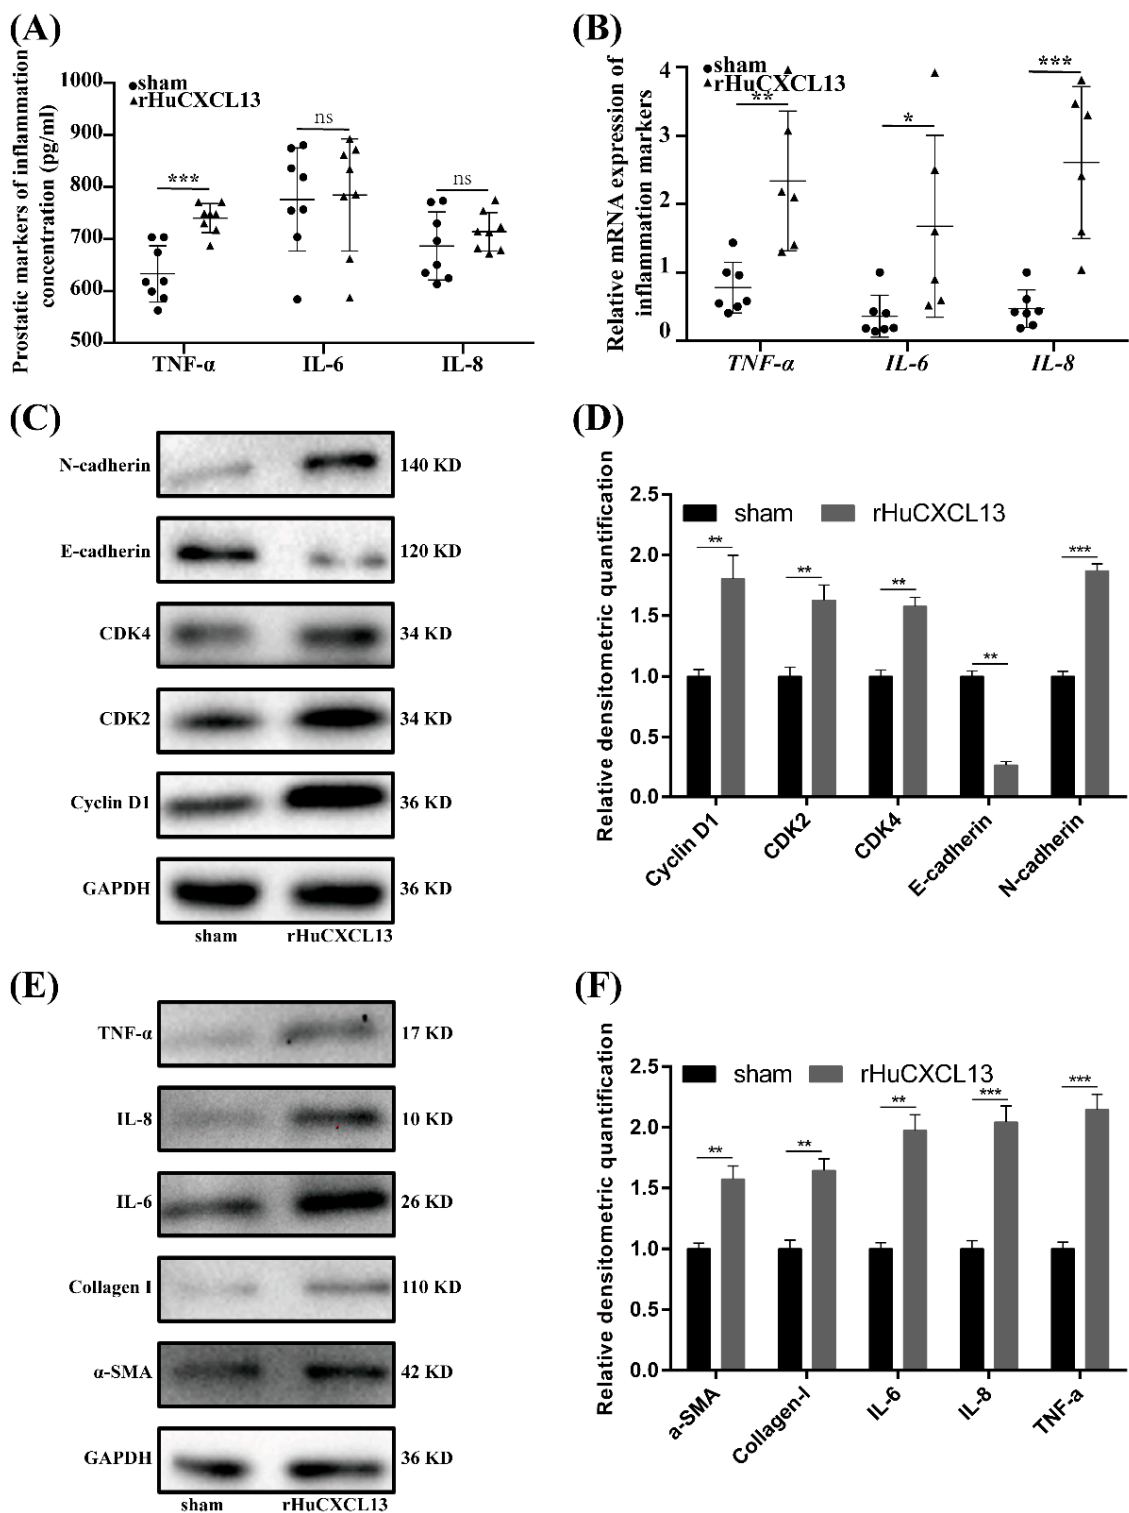 (A)
Prostatic markers of inflammation
concentration (pg/ml)
1000
900
800
700
600
500
sham
rHuCXCL13
***
ns
ns
TNF-α
IL-6
IL-8
(B)
Relative mRNA expression of
inflammation markers
4
3
2
1
0
sham
rHuCXCL13
**
*
***
TNF-α
IL-6
IL-8
(C)
N-cadherin
140 KD
E-cadherin
120 KD
CDK4
34 KD
CDK2
34 KD
Cyclin D1
36 KD
GAPDH
36 KD
sham
rHuCXCL13
(D)
Relative densitometric quantification
2.5
2.0
1.5
1.0
0.5
0.0
sham
rHuCXCL13
**
**
**
**
***
Cyclin D1
CDK2
CDK4
E-cadherin
N-cadherin
(E)
TNF-α
17 KD
IL-8
10 KD
IL-6
26 KD
Collagen I
110 KD
α-SMA
42 KD
GAPDH
36 KD
sham
rHuCXCL13
(F)
Relative densitometric quantification
2.5
2.0
1.5
1.0
0.5
0.0
sham
rHuCXCL13
**
**
**
***
***
a-SMA
Collagen-I
IL-6
IL-8
TNF-a